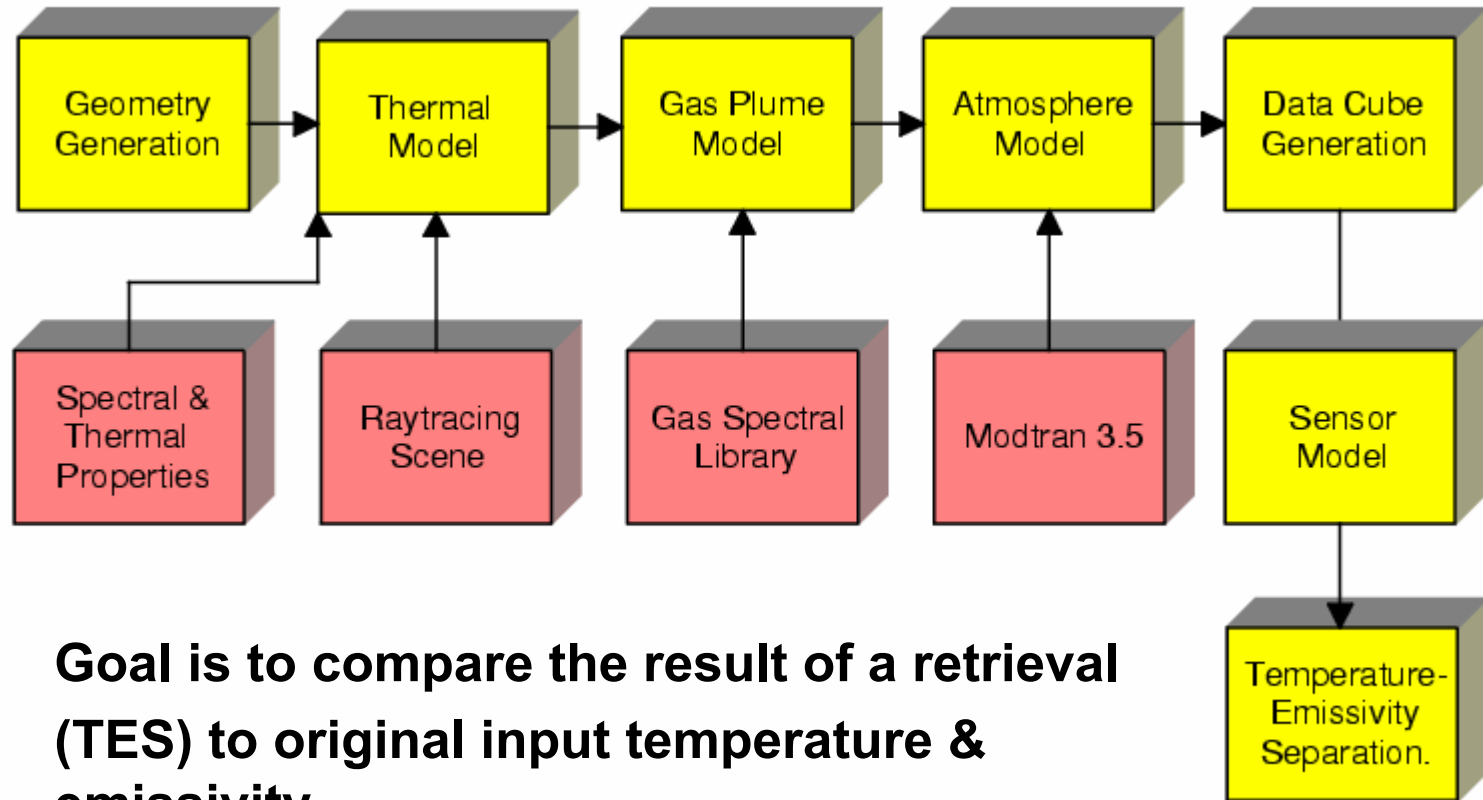 Geometry
Generation
Thermal
Model
Gas Plume
Model
Atmosphere
Model
Data Cube
Generation
Spectral &
Thermal
Properties
Raytracing
Scene
Gas Spectral
Library
Modtran 3.5
Sensor
Model
Goal is to compare the result of a retrieval
(TES) to original input temperature &
emissivity
Temperature-
Emissivity
Separation.